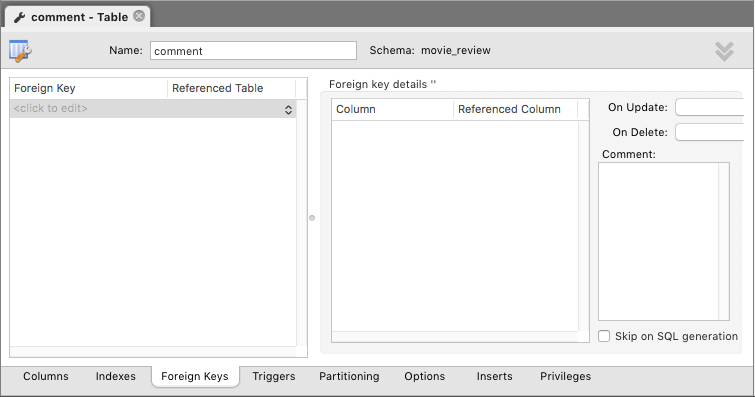 comment - Table
Name: comment Schema: movie_review
Foreign Key Referenced Table
<click to edit>
Foreign key details ''
Column Referenced Column
On Update:
On Delete:
Comment:
Skip on SQL generation
Columns Indexes Foreign Keys Triggers Partitioning Options Inserts Privileges